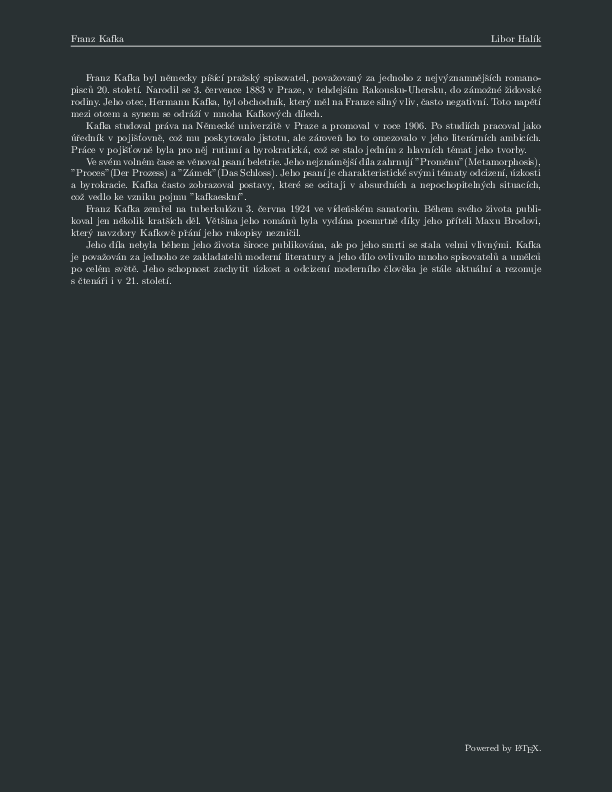 Franz Kafka Libor Halík
Franz Kafka byl německy píšící pražský spisovatel, považovaný za jednoho z nejvýznamnějších romano-
pisců 20. století. Narodil se 3. července 1883 v Praze, v tehdejším Rakousko-Uhersku, do zámožné židovské
rodiny. Jeho otec, Hermann Kafka, byl obchodník, který měl na Franze silný vliv, často negativní. Toto napětí
mezi otcem a synem se odráží v mnoha Kafkových dílech.
Kafka studoval práva na Německé univerzitě v Praze a promoval v roce 1906. Po studiích pracoval jako
úředník v pojišťovně, což mu poskytovalo jistotu, ale zároveň ho to omezovalo v jeho literárních ambicích.
Práce v pojišťovně byla pro něj rutinní a byrokratická, což se stalo jedním z hlavních témat jeho tvorby.
Ve svém volném čase se věnoval psaní beletrie. Jeho nejznámější díla zahrnují "Proměnu"(Metamorphosis),
"Proces"(Der Prozess) a "Zámek"(Das Schloss). Jeho psaní je charakteristické svými tématy odcizení, úzkosti
a byrokracie. Kafka často zobrazoval postavy, které se ocitají v absurdních a nepochopitelných situacích,
což vedlo ke vzniku pojmu "kafkaeskní".
Franz Kafka zemřel na tuberkulózu 3. června 1924 ve vídeňském sanatoriu. Během svého života publi-
koval jen několik kratších děl. Většina jeho románů byla vydána posmrtně díky jeho příteli Maxu Brodovi,
který navzdory Kafkově přání jeho rukopisy nezničil.
Jeho díla nebyla během jeho života široce publikována, ale po jeho smrti se stala velmi vlivnými. Kafka
je považován za jednoho ze zakladatelů moderní literatury a jeho dílo ovlivnilo mnoho spisovatelů a umělců
po celém světě. Jeho schopnost zachytit úzkost a odcizení moderního člověka je stále aktuální a rezonuje
s čtenáři i v 21. století.
Powered by LATEX.